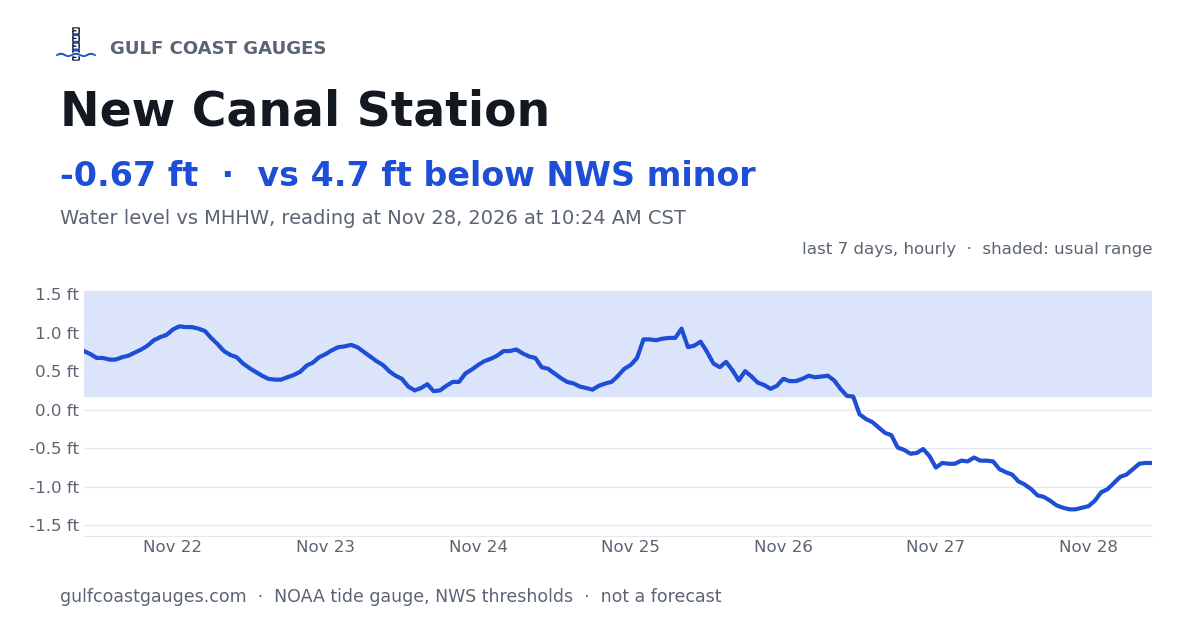 GULF COAST GAUGES
New Canal Station
-0.67 ft · vs 4.7 ft below NWS minor
Water level vs MHHW, reading at Nov 28, 2026 at 10:24 AM CST
last 7 days, hourly · shaded: usual range
1.5 ft
1.0 ft
0.5 ft
0.0 ft
-0.5 ft
-1.0 ft
-1.5 ft
Nov 22 Nov 23 Nov 24 Nov 25 Nov 26 Nov 27 Nov 28
gulfcoastgauges.com · NOAA tide gauge, NWS thresholds · not a forecast